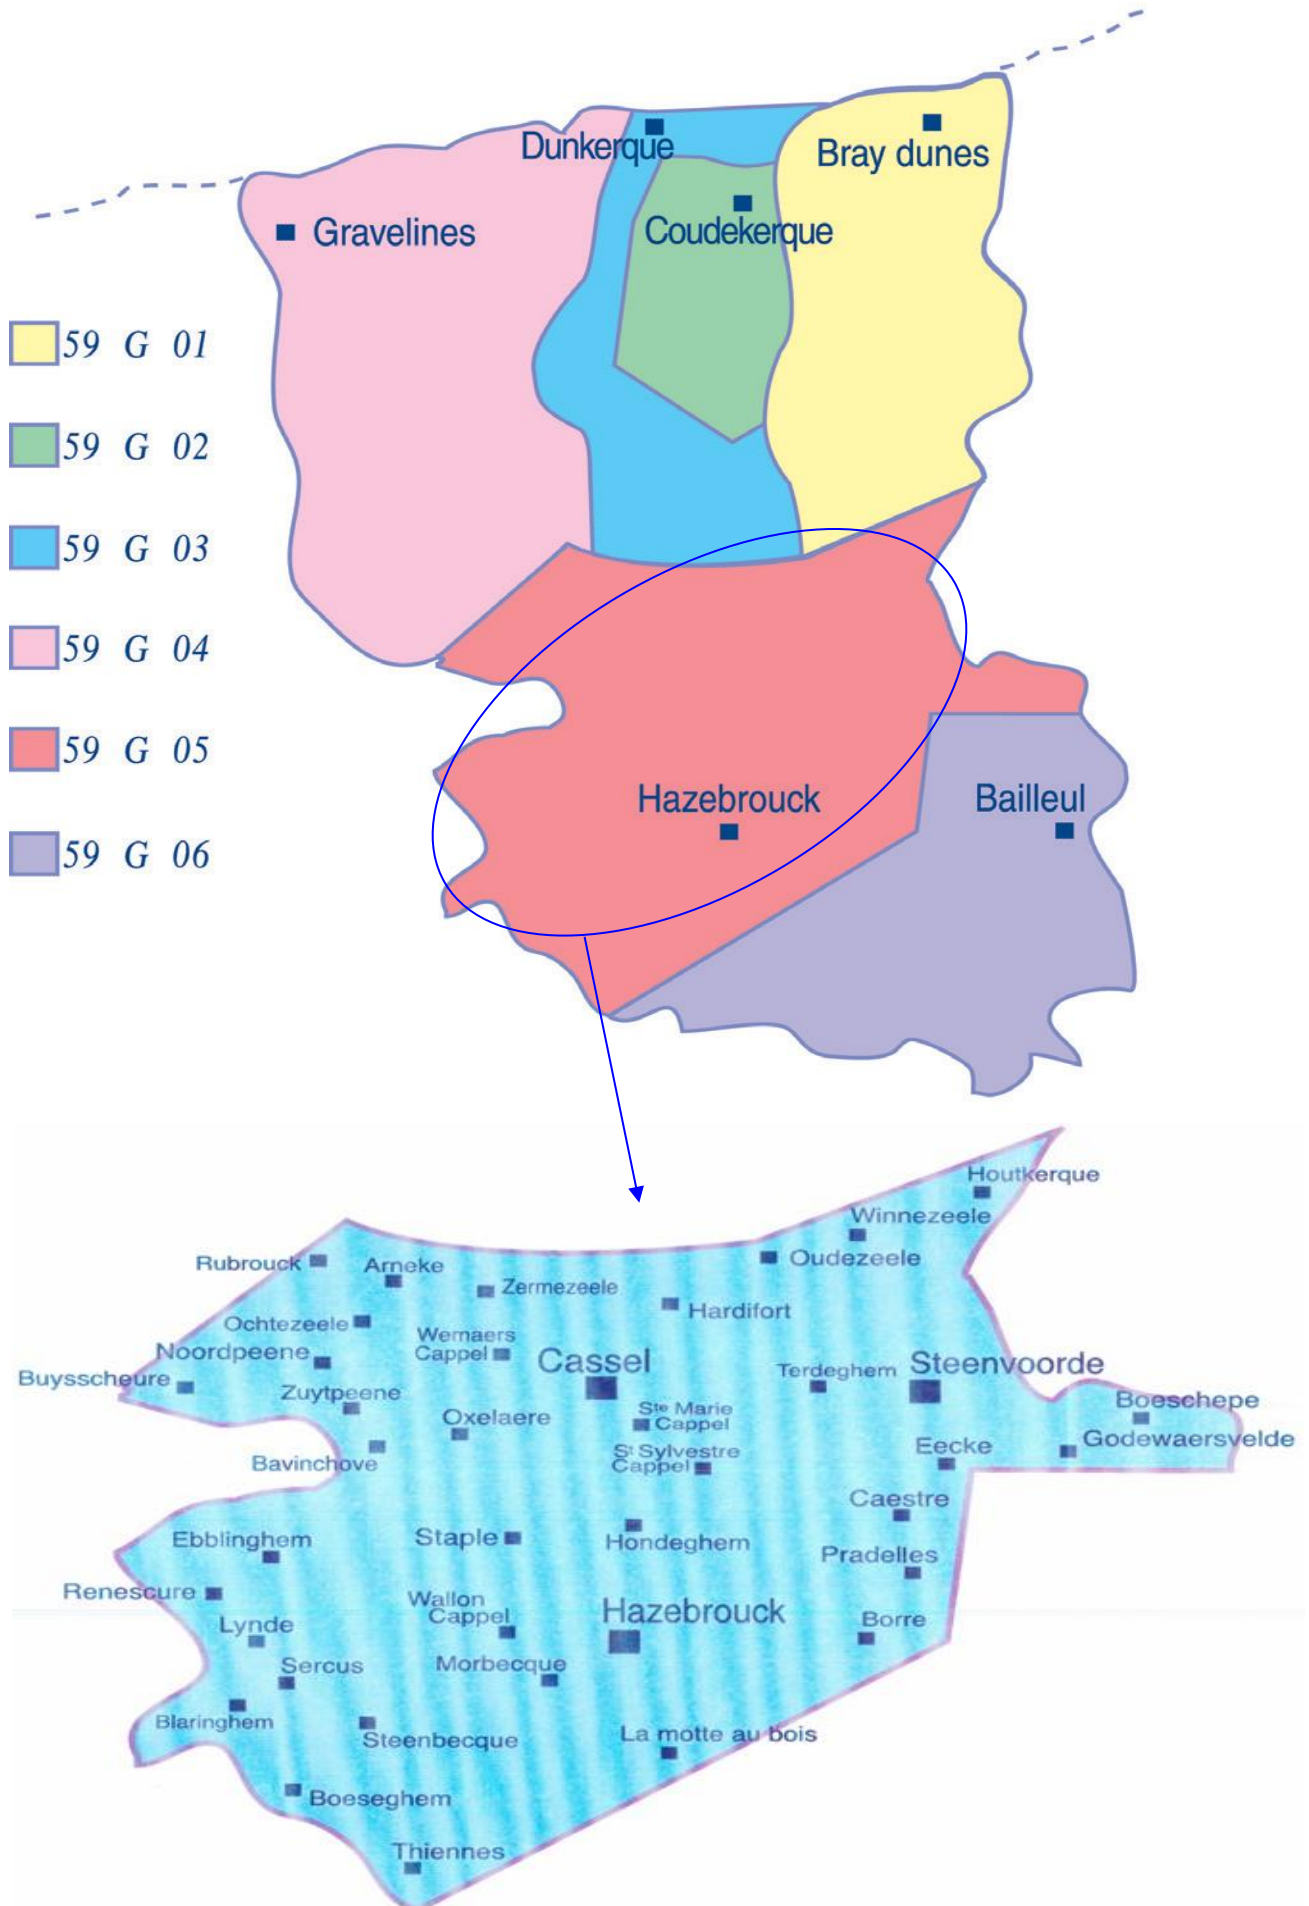 Dunkerque
Bray dunes
Gravelines
Coudekerque
59 G 01
59 G 02
59 G 03
59 G 04
59 G 05
59 G 06
Hazebrouck
Bailleul
Houtkerque
Winnezeele
Oudezeele
Rubrouck
Arneke
Zermezeele
Hardifort
Ochtezeele
Wemaers
Cappel
Noordpeene
Cassel
Terdeghem
Steenvoorde
Buysscheure
Zuytpeene
Boeschepe
Oxelaere
Ste Marie
Cappel
Godewaersvelde
Bavinchove
St Sylvestre
Cappel
Eecke
Caestre
Ebblinghem
Staple
Hondeghem
Pradelles
Renescure
Wallon
Cappel
Hazebrouck
Borre
Lynde
Sercus
Morbecque
Blaringhem
Steenbecque
La motte au bois
Boeseghem
Thiennes